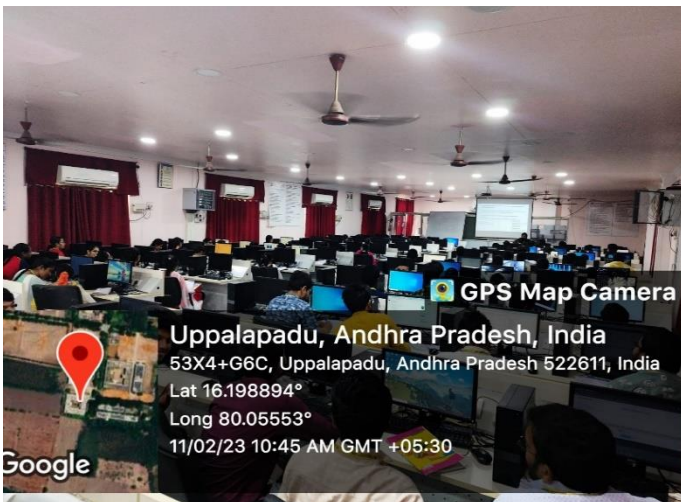 GPS Map Camera
Uppalapadu, Andhra Pradesh, India
53X4+G6C, Uppalapadu, Andhra Pradesh 522611, India
Lat 16.198894°
Long 80.05553°
11/02/23 10:45 AM GMT +05:30
Google